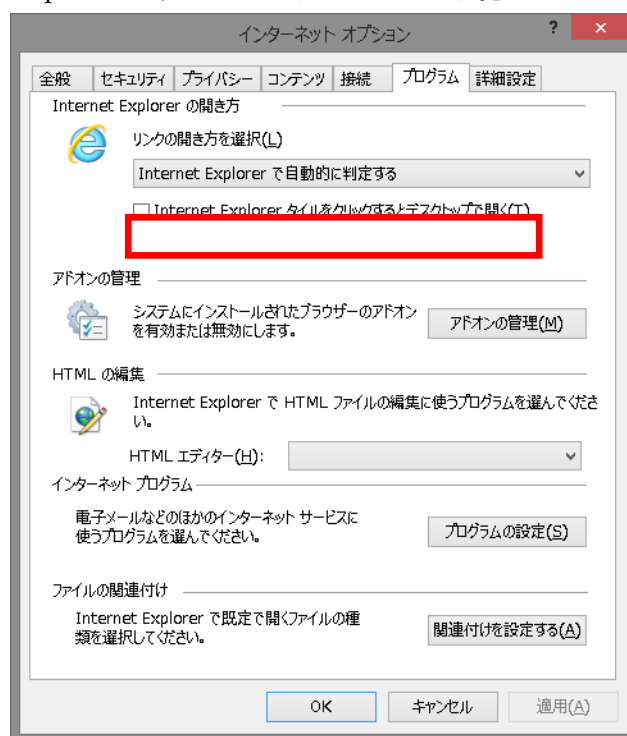 インターネット オプション
? ×
全般 セキュリティ プライバシー コンテンツ 接続 プログラム 詳細設定
Internet Explorer の開き方
リンクの開き方を選択(L)
Internet Explorer で自動的に判定する
Internet Explorer タイルをクリックするとデスクトップで開く(T)
アドオンの管理
システムにインストールされたブラウザーのアドオン
を有効または無効にします。
アドオンの管理(M)
HTML の編集
Internet Explorer で HTML ファイルの編集に使うプログラムを選んでくださ
い。
HTML エディター(H):
インターネット プログラム
電子メールなどのほかのインターネット サービスに
使うプログラムを選んでください。
プログラムの設定(S)
ファイルの関連付け
Internet Explorer で既定で開くファイルの種
類を選択してください。
関連付けを設定する(A)
OK キャンセル 適用(A)